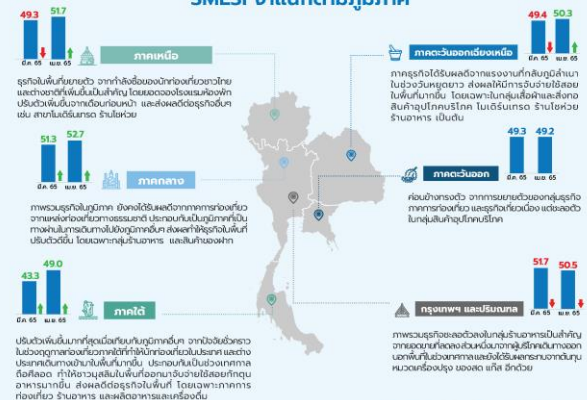 SMESI จำแนกตามภูมิภาค
49.3 51.7
มี.ค. 65 เม.ย. 65
ภาคเหนือ
ธุรกิจในพื้นที่ขยายตัว จากกำลังซื้อของนักท่องเที่ยวชาวไทย
และต่างชาติที่เพิ่มขึ้นเป็นสำคัญ โดยยอดจองโรงแรมห้องพัก
ปรับตัวเพิ่มขึ้นจากเดือนก่อนหน้า และส่งผลดีต่อธุรกิจอื่นๆ
เช่น สาขาโมเดิร์นเทรด ร้านโชห่วย
49.4 50.3
มี.ค. 65 เม.ย. 65
ภาคตะวันออกเฉียงเหนือ
ภาคธุรกิจได้รับผลดีจากแรงงานที่กลับภูมิลำเนา
ในช่วงวันหยุดยาว ส่งผลให้มีการจับจ่ายใช้สอย
ในพื้นที่มากขึ้น โดยเฉพาะในกลุ่มเสื้อผ้าและสิ่งทอ
สินค้าอุปโภคบริโภค โมเดิร์นเทรด ร้านโชห่วย
ร้านอาหาร เป็นต้น
51.3 52.7
มี.ค. 65 เม.ย. 65
ภาคกลาง
ภาพรวมธุรกิจในภูมิภาค ยังคงได้รับผลดีจากภาคการท่องเที่ยว
จากแหล่งท่องเที่ยวทางธรรมชาติ ประกอบกับเป็นภูมิภาคที่เป็น
ทางผ่านในการเดินทางไปยังภูมิภาคอื่นๆ ส่งผลทำให้ธุรกิจในพื้นที่
ปรับตัวดีขึ้น โดยเฉพาะกลุ่มร้านอาหาร และสินค้าของฝาก
49.3 49.2
มี.ค. 65 เม.ย. 65
ภาคตะวันออก
ค่อนข้างทรงตัว จากการขยายตัวของกลุ่มธุรกิจ
ภาคการท่องเที่ยว และธุรกิจเกี่ยวเนื่อง แต่ชะลอตัว
ในกลุ่มสินค้าอุปโภคบริโภค
43.3 49.0
มี.ค. 65 เม.ย. 65
ภาคใต้
ปรับตัวเพิ่มขึ้นมากที่สุดเมื่อเทียบกับภูมิภาคอื่นๆ จากปัจจัยชั่วคราว
ในช่วงฤดูกาลท่องเที่ยวภาคใต้ที่ทำให้นักท่องเที่ยวในประเทศ และต่าง
ประเทศเดินทางเข้ามาในพื้นที่มากขึ้น ประกอบกับเป็นช่วงเทศกาล
ถือศีลอด ทำให้ชาวมุสลิมในพื้นที่ออกมาจับจ่ายใช้สอยกักตุน
อาหารมากขึ้น ส่งผลดีต่อธุรกิจในพื้นที่ โดยเฉพาะภาคการ
ท่องเที่ยว ร้านอาหาร และผลิตอาหารและเครื่องดื่ม
51.7 50.5
มี.ค. 65 เม.ย. 65
กรุงเทพฯ และปริมณฑล
ภาพรวมธุรกิจชะลอตัวลงในกลุ่มร้านอาหารเป็นสำคัญ
จากยอดขายที่ลดลงส่วนหนึ่งมาจากผู้บริโภคเดินทางออก
นอกพื้นที่ในช่วงเทศกาลและยังได้รับผลกระทบจากต้นทุน
หมวดเครื่องปรุง ของสด แก๊ส อีกด้วย